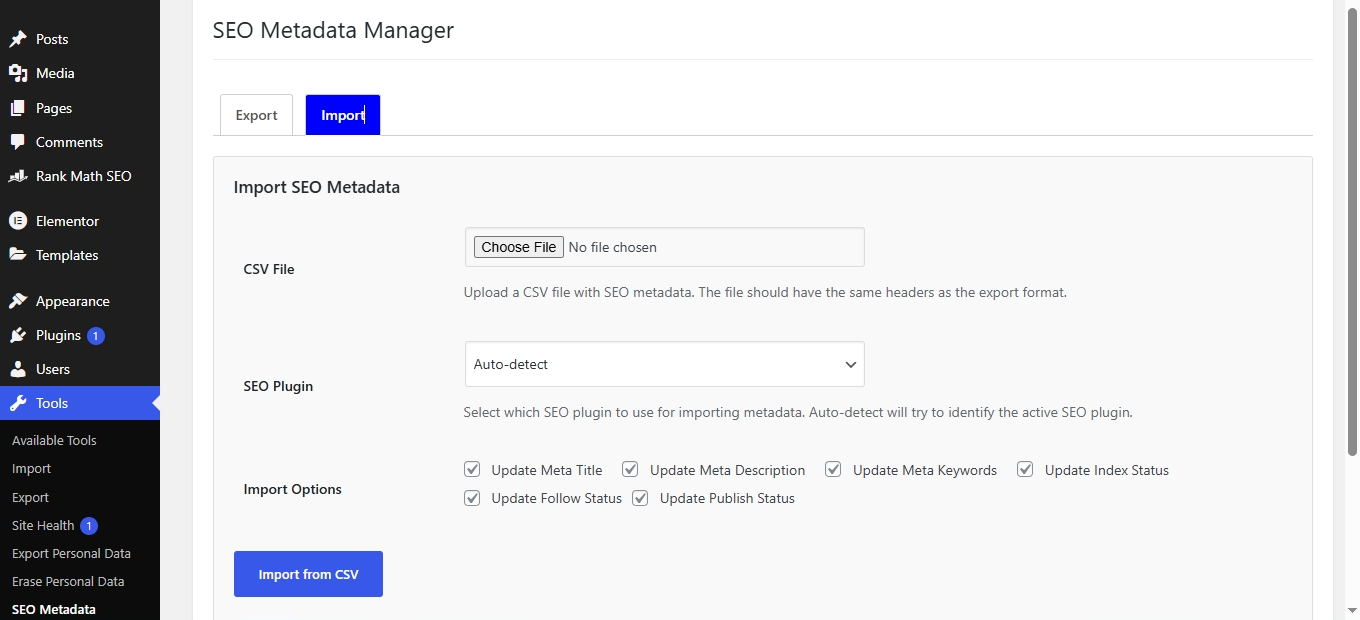 SEO Metadata Manager
Posts
Media
Pages
Comments
Rank Math SEO
Elementor
Templates
Appearance
Plugins 1
Users
Tools
Available Tools
Import
Export
Site Health 1
Export Personal Data
Erase Personal Data
SEO Metadata
Export
Import
Import SEO Metadata
CSV File
Choose File No file chosen
Upload a CSV file with SEO metadata. The file should have the same headers as the export format.
SEO Plugin
Auto-detect
Select which SEO plugin to use for importing metadata. Auto-detect will try to identify the active SEO plugin.
Import Options
Update Meta Title Update Meta Description Update Meta Keywords Update Index Status
Update Follow Status Update Publish Status
Import from CSV